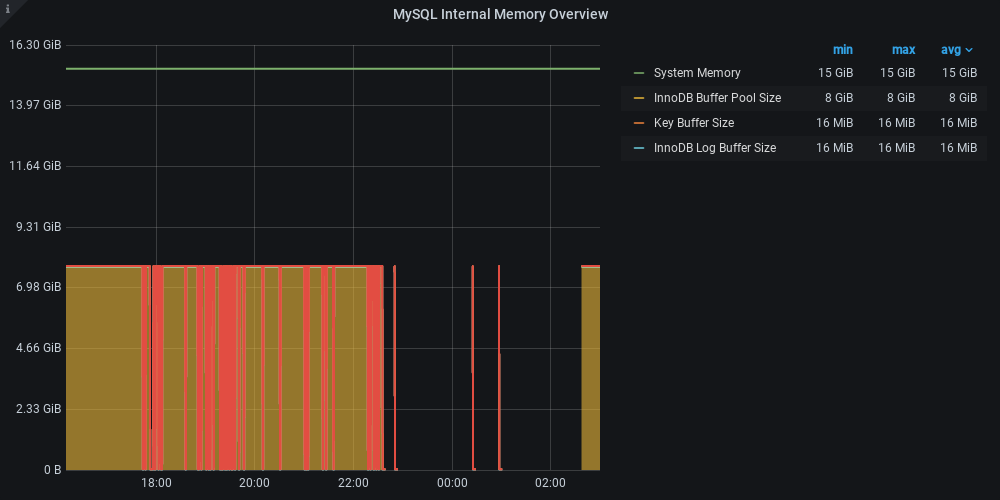 i
MySQL Internal Memory Overview
16.30 GiB
13.97 GiB
11.64 GiB
9.31 GiB
6.98 GiB
4.66 GiB
2.33 GiB
0 B
18:00 20:00 22:00 00:00 02:00
min max avg
System Memory 15 GiB 15 GiB 15 GiB
InnoDB Buffer Pool Size 8 GiB 8 GiB 8 GiB
Key Buffer Size 16 MiB 16 MiB 16 MiB
InnoDB Log Buffer Size 16 MiB 16 MiB 16 MiB